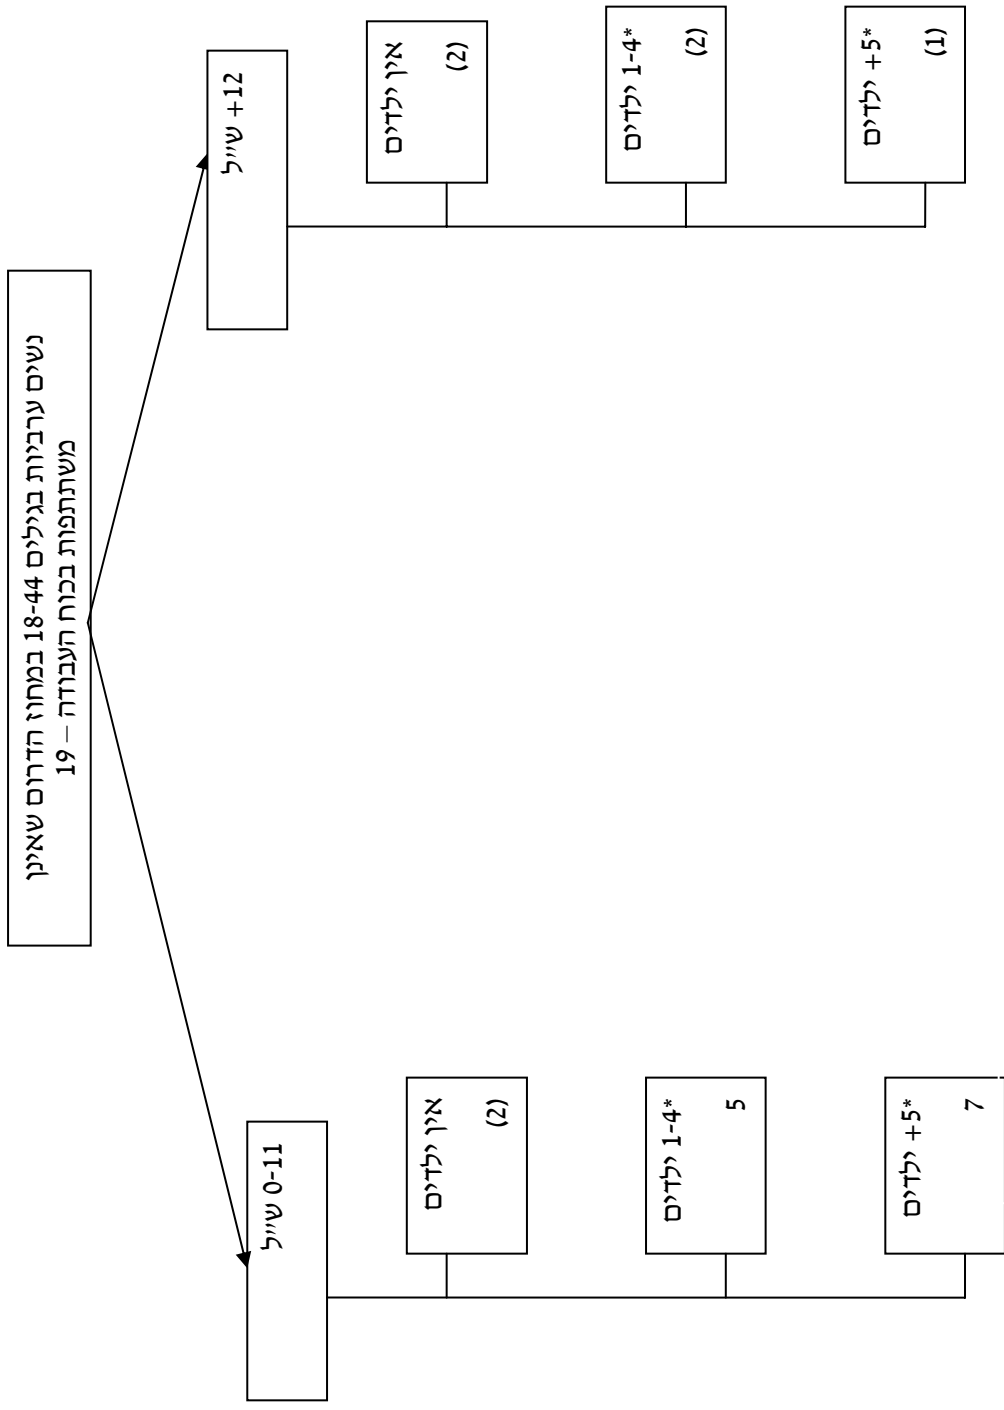 נשים ערביות בגילים 18-44 במחוז הדרום שאינן
משתתפות בכוח העבודה – 19
12+ שי"ל
אין ילדים
(2)
1-4* ילדים
(2)
5+* ילדים
(1)
0-11 שי"ל
אין ילדים
(2)
1-4* ילדים
5
5+* ילדים
7